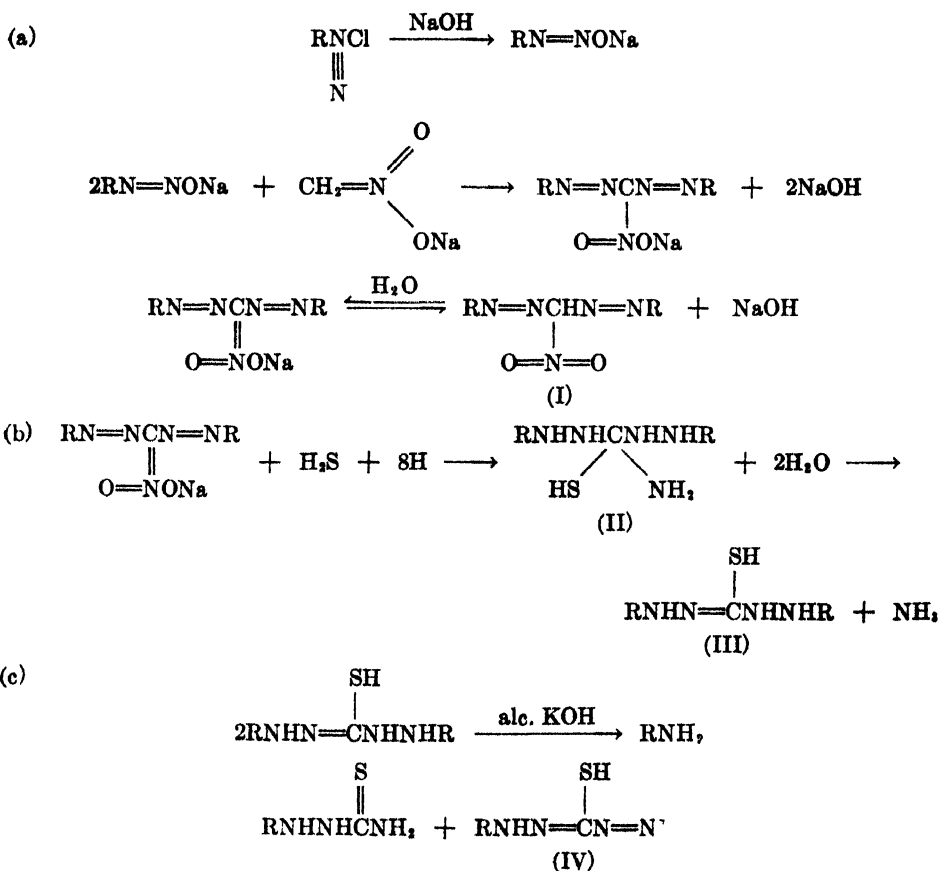 (a)
NaOH
RNCl ⟶ RN=NONa
|||
N
O
2RN=NONa + CH₂=N ⟶ RN=NCN=NR + 2NaOH
ONa O=NONa
H₂O
RN=NCN=NR ⇌ RN=NCHN=NR + NaOH
O=NONa O=N=O
(I)
(b) RN=NCN=NR + H₂S + 8H ⟶ RNHNHCNHNHR + 2H₂O ⟶
O=NONa HS NH₂
(II)
SH
RNHN=CNHNHR + NH₃
(III)
(c)
SH
2RNHN=CNHNHR alc. KOH ⟶ RNH₂
S SH
RNHNHCNH₂ + RNHN=CN=N
(IV)